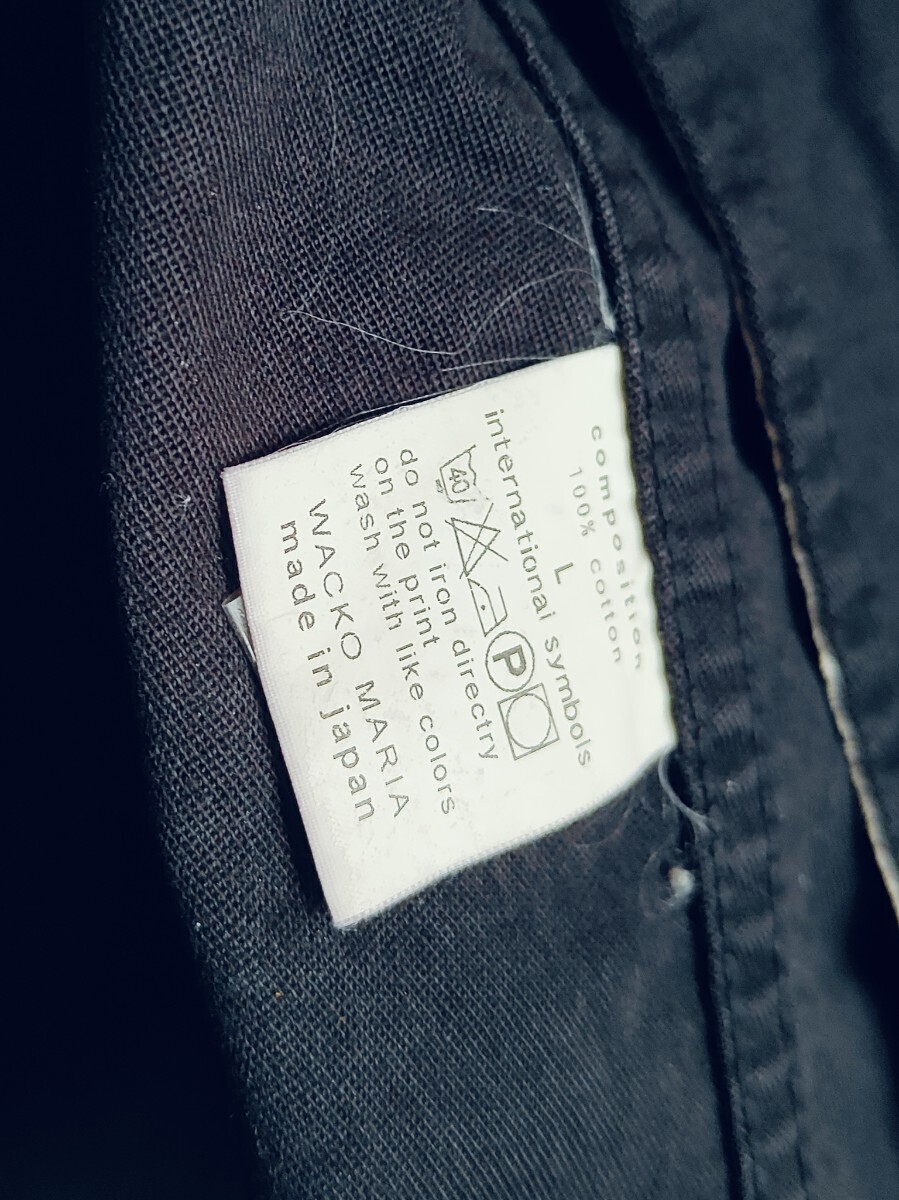 composition
100% cotton
L
international symbols
40 P
do not iron directry
on the print
wash with like colors
WACKO MARIA
made in japan